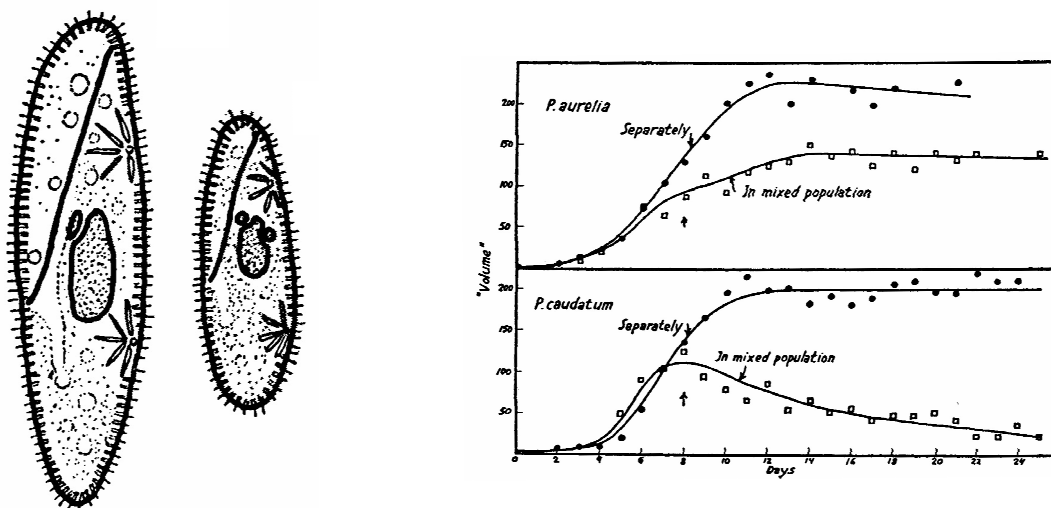 P. aurelia
Separately
In mixed population
200
150
100
50
"Volume"
P. caudatum
Separately
In mixed population
200
150
100
50
0 2 4 6 8 10 12 14 16 18 20 22 24
Days